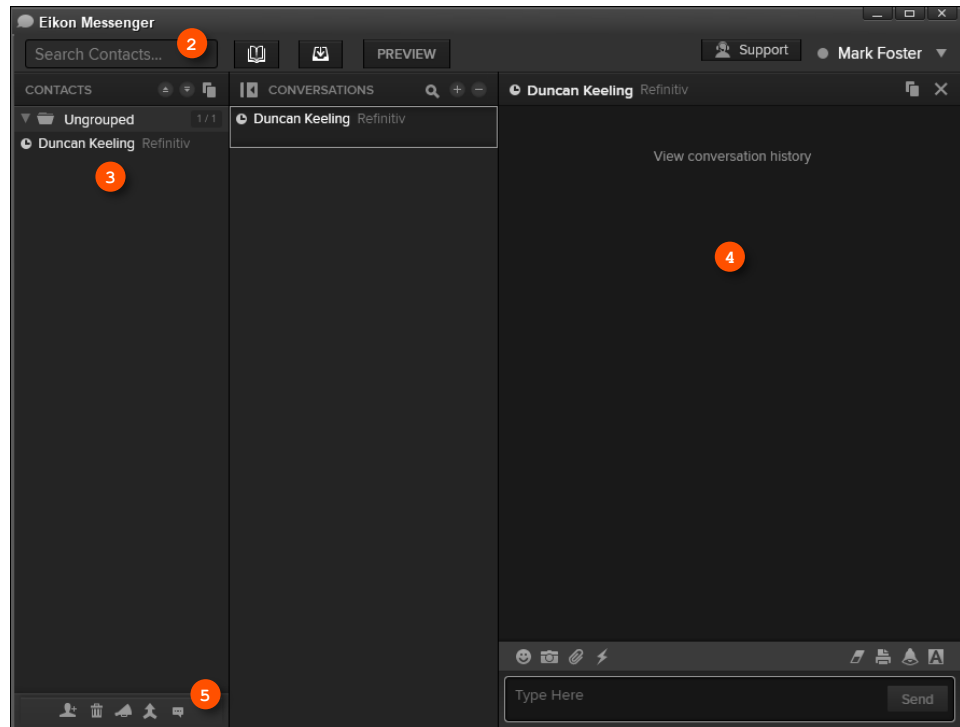 Eikon Messenger
Search Contacts... 2 PREVIEW Support Mark Foster
CONTACTS CONVERSATIONS Duncan Keeling Refinitiv
Ungrouped 1/1 Duncan Keeling Refinitiv
Duncan Keeling Refinitiv
View conversation history
3
4
A
5 Type Here Send